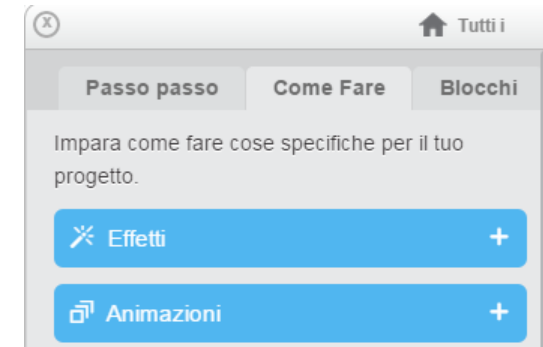 Tutti i
Passo passo Come Fare Blocchi
Impara come fare cose specifiche per il tuo
progetto.
Effetti +
Animazioni +